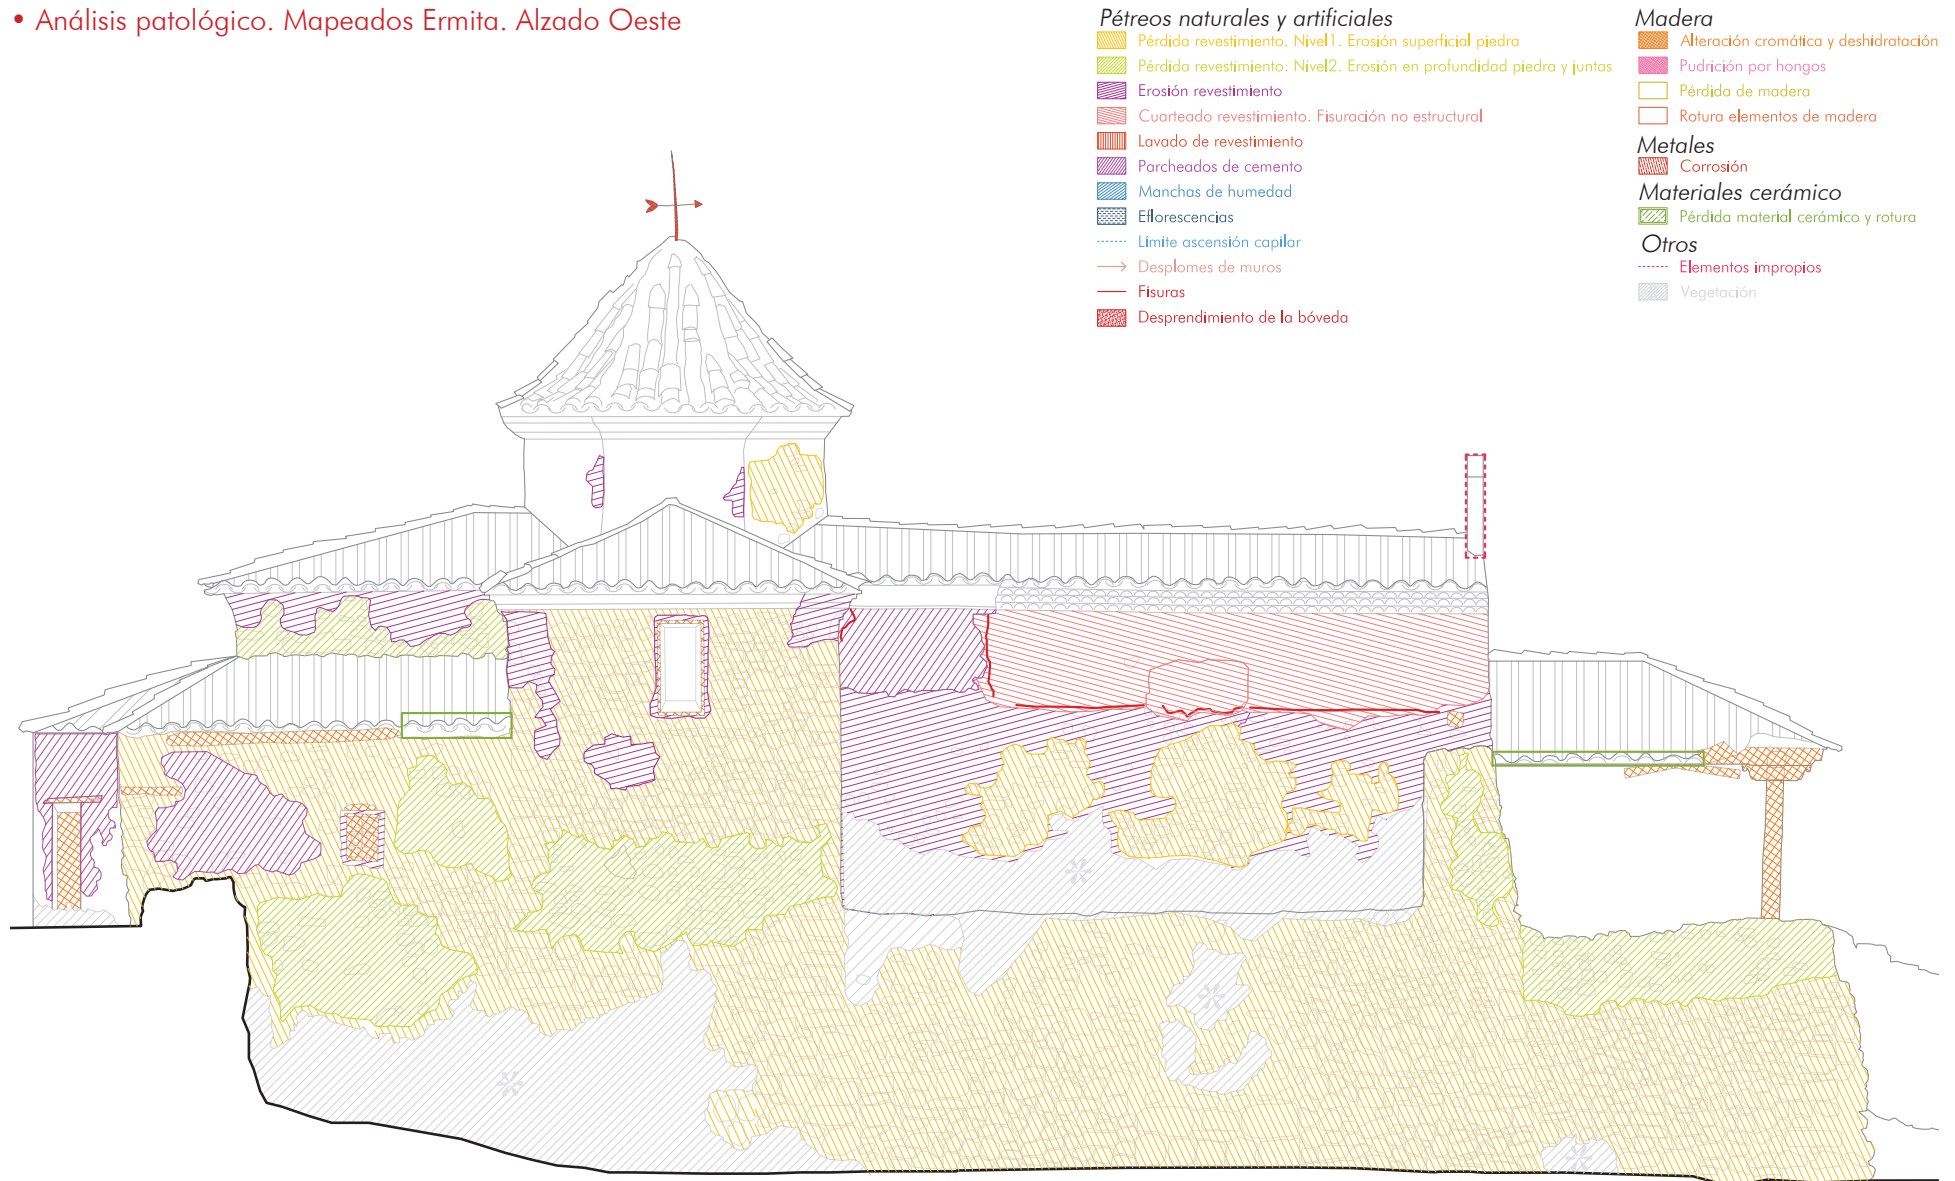 • Análisis patológico. Mapeados Ermita. Alzado Oeste
Pétreos naturales y artificiales
Pérdida revestimiento. Nivel1. Erosión superficial piedra
Pérdida revestimiento. Nivel2. Erosión en profundidad piedra y juntas
Erosión revestimiento
Cuarteado revestimiento. Fisuración no estructural
Lavado de revestimiento
Parcheados de cemento
Manchas de humedad
Eflorescencias
Límite ascensión capilar
Desplomes de muros
Fisuras
Desprendimiento de la bóveda
Madera
Alteración cromática y deshidratación
Pudrición por hongos
Pérdida de madera
Rotura elementos de madera
Metales
Corrosión
Materiales cerámico
Pérdida material cerámico y rotura
Otros
Elementos impropios
Vegetación